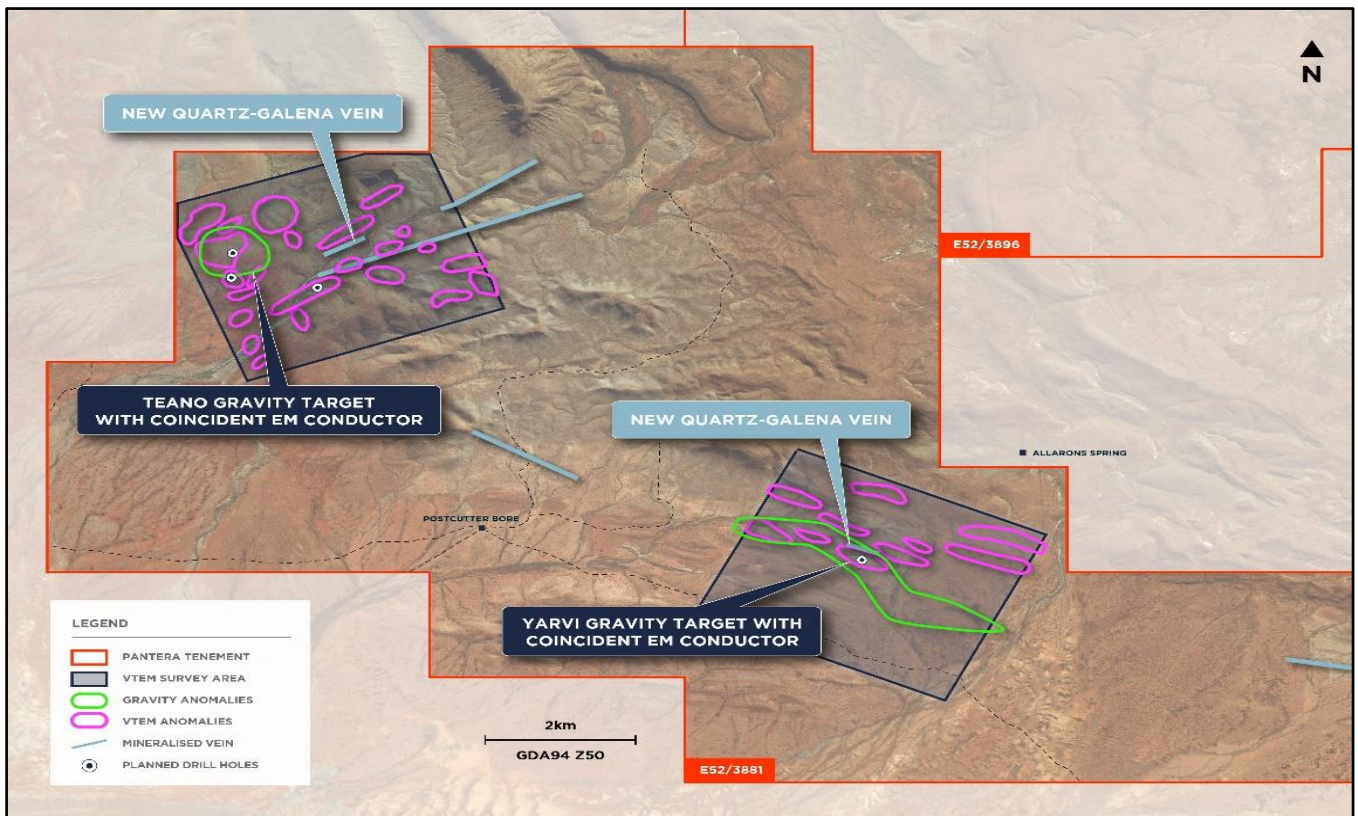 N
NEW QUARTZ-GALENA VEIN
E52/3896
TEANO GRAVITY TARGET
WITH COINCIDENT EM CONDUCTOR
NEW QUARTZ-GALENA VEIN
ALLARONS SPRING
POSTCUTTER BORE
YARVI GRAVITY TARGET WITH
COINCIDENT EM CONDUCTOR
LEGEND
PANTERA TENEMENT
VTEM SURVEY AREA
GRAVITY ANOMALIES
VTEM ANOMALIES
MINERALISED VEIN
PLANNED DRILL HOLES
2km
GDA94 Z50
E52/3881